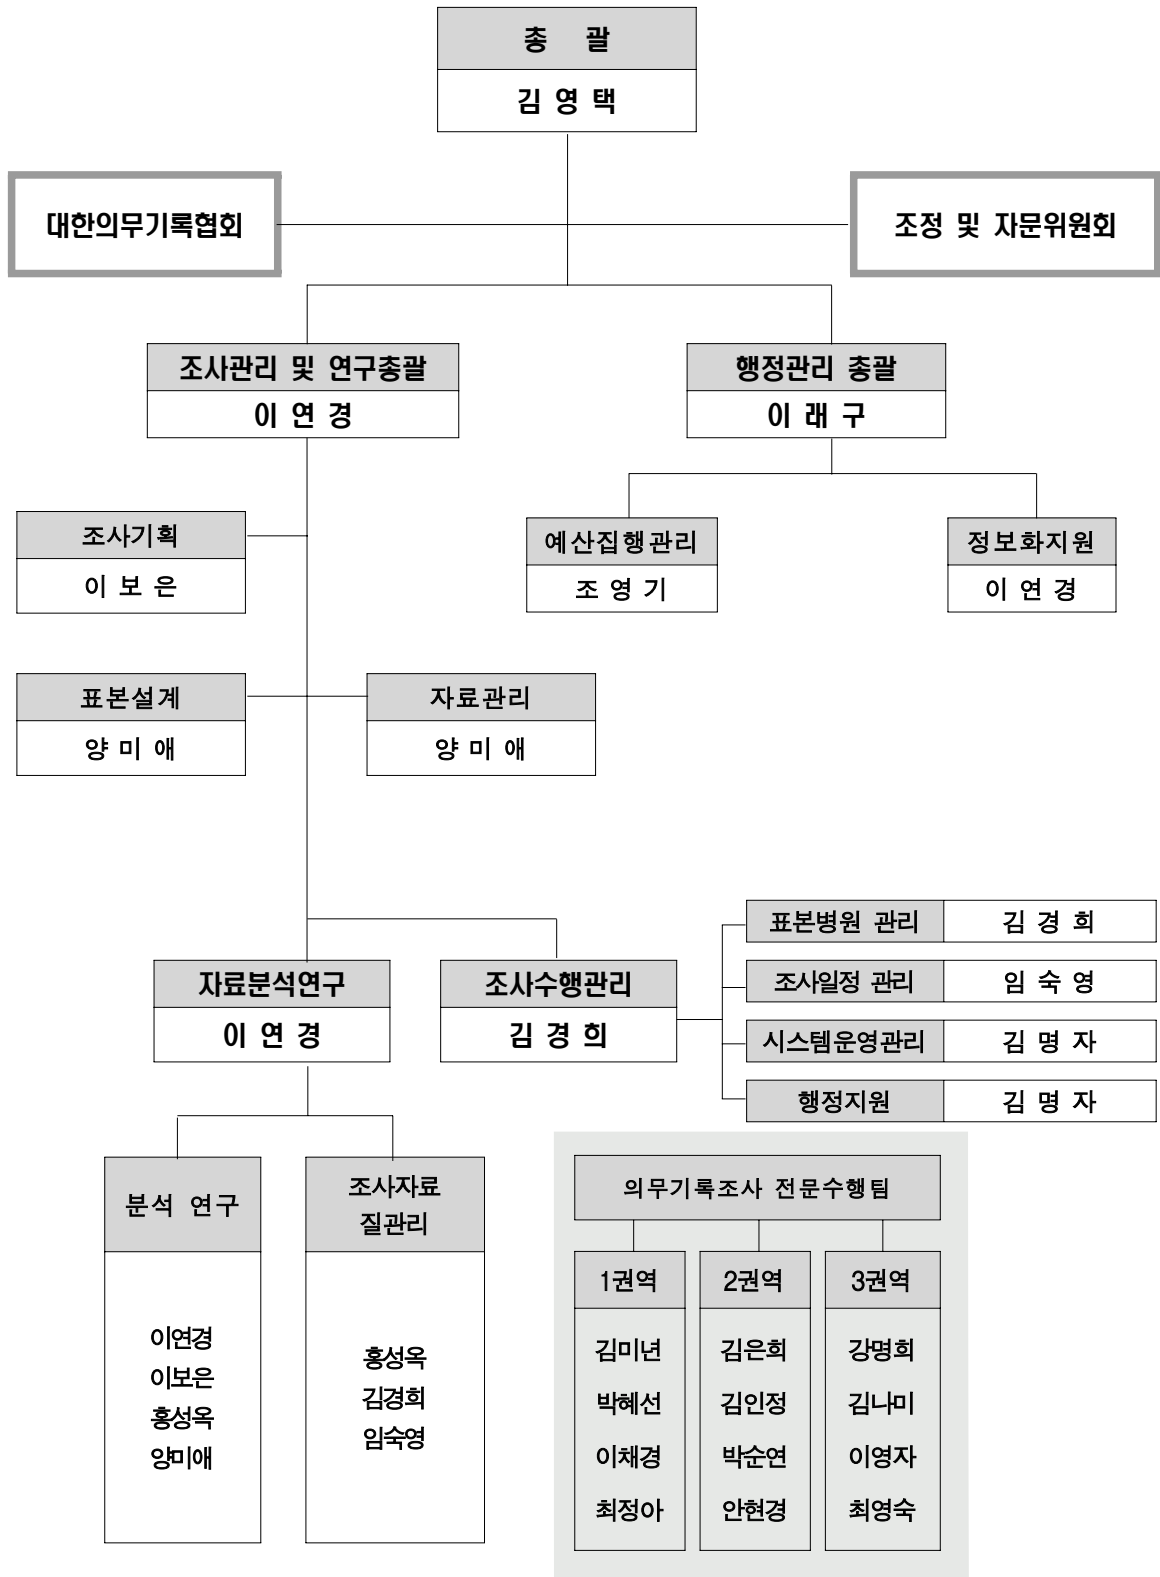 총 괄
김 영 택
대한의무기록협회
조정 및 자문위원회
조사관리 및 연구총괄
이 연 경
행정관리 총괄
이 래 구
조사기획
이 보 은
예산집행관리
조 영 기
정보화지원
이 연 경
표본설계
양 미 애
자료관리
양 미 애
자료분석연구
이 연 경
조사수행관리
김 경 희
표본병원 관리
김 경 희
조사일정 관리
임 숙 영
시스템운영관리
김 명 자
행정지원
김 명 자
분석 연구
이연경
이보은
홍성옥
양미애
조사자료
질관리
홍성옥
김경희
임숙영
의무기록조사 전문수행팀
1권역
김미년
박혜선
이채경
최정아
2권역
김은희
김인정
박순연
안현경
3권역
강명희
김나미
이영자
최영숙